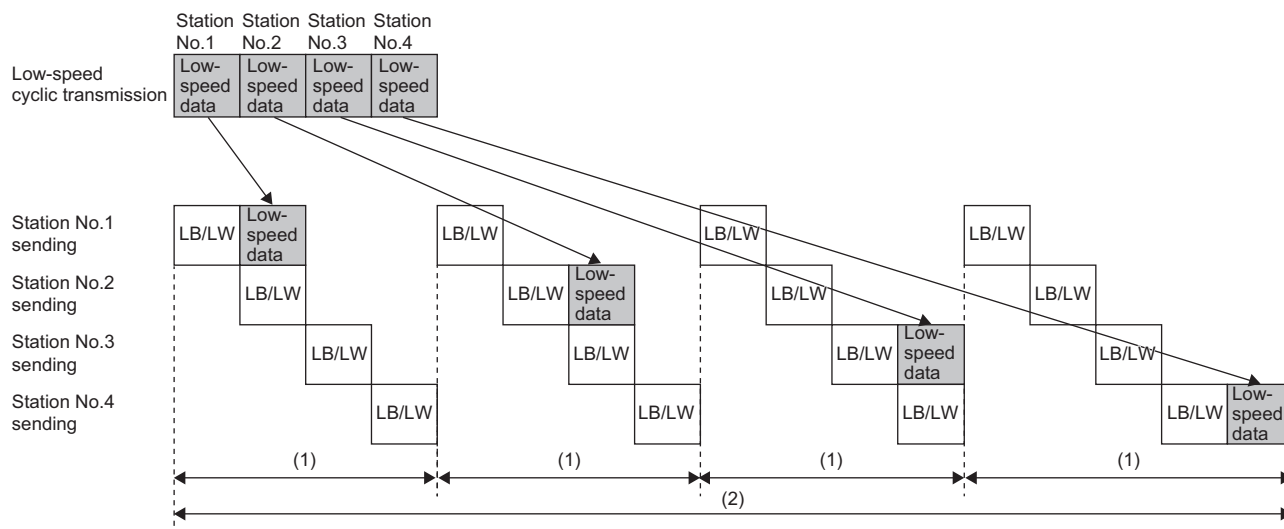 Station Station Station Station
No.1 No.2 No.3 No.4
Low-speed
cyclic transmission
Low-
speed
data
Low-
speed
data
Low-
speed
data
Low-
speed
data
Station No.1
sending
LB/LW
Low-
speed
data
LB/LW
LB/LW
LB/LW
Station No.2
sending
LB/LW
LB/LW
Low-
speed
data
LB/LW
LB/LW
Station No.3
sending
LB/LW
LB/LW
LB/LW
Low-
speed
data
LB/LW
Station No.4
sending
LB/LW
LB/LW
LB/LW
LB/LW
Low-
speed
data
(1) (1) (1) (1)
(2)